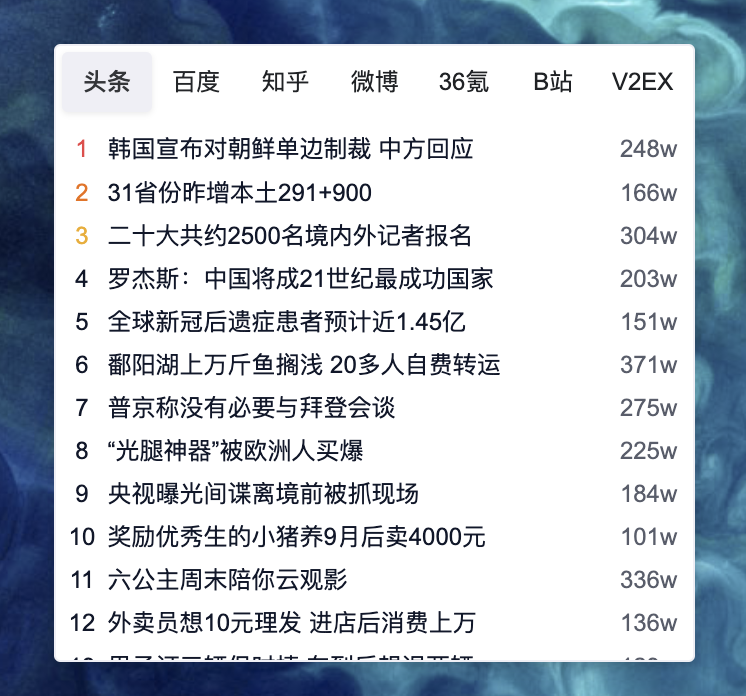 头条 百度 知乎 微博 36氪 B站 V2EX
1 韩国宣布对朝鲜单边制裁 中方回应 248w
2 31省份昨增本土291+900 166w
3 二十大共约2500名境内外记者报名 304w
4 罗杰斯：中国将成21世纪最成功国家 203w
5 全球新冠后遗症患者预计近1.45亿 151w
6 鄱阳湖上万斤鱼搁浅 20多人自费转运 371w
7 普京称没有必要与拜登会谈 275w
8 “光腿神器”被欧洲人买爆 225w
9 央视曝光间谍离境前被抓现场 184w
10 奖励优秀生的小猪养9月后卖4000元 101w
11 六公主周末陪你云观影 336w
12 外卖员想10元理发 进店后消费上万 136w